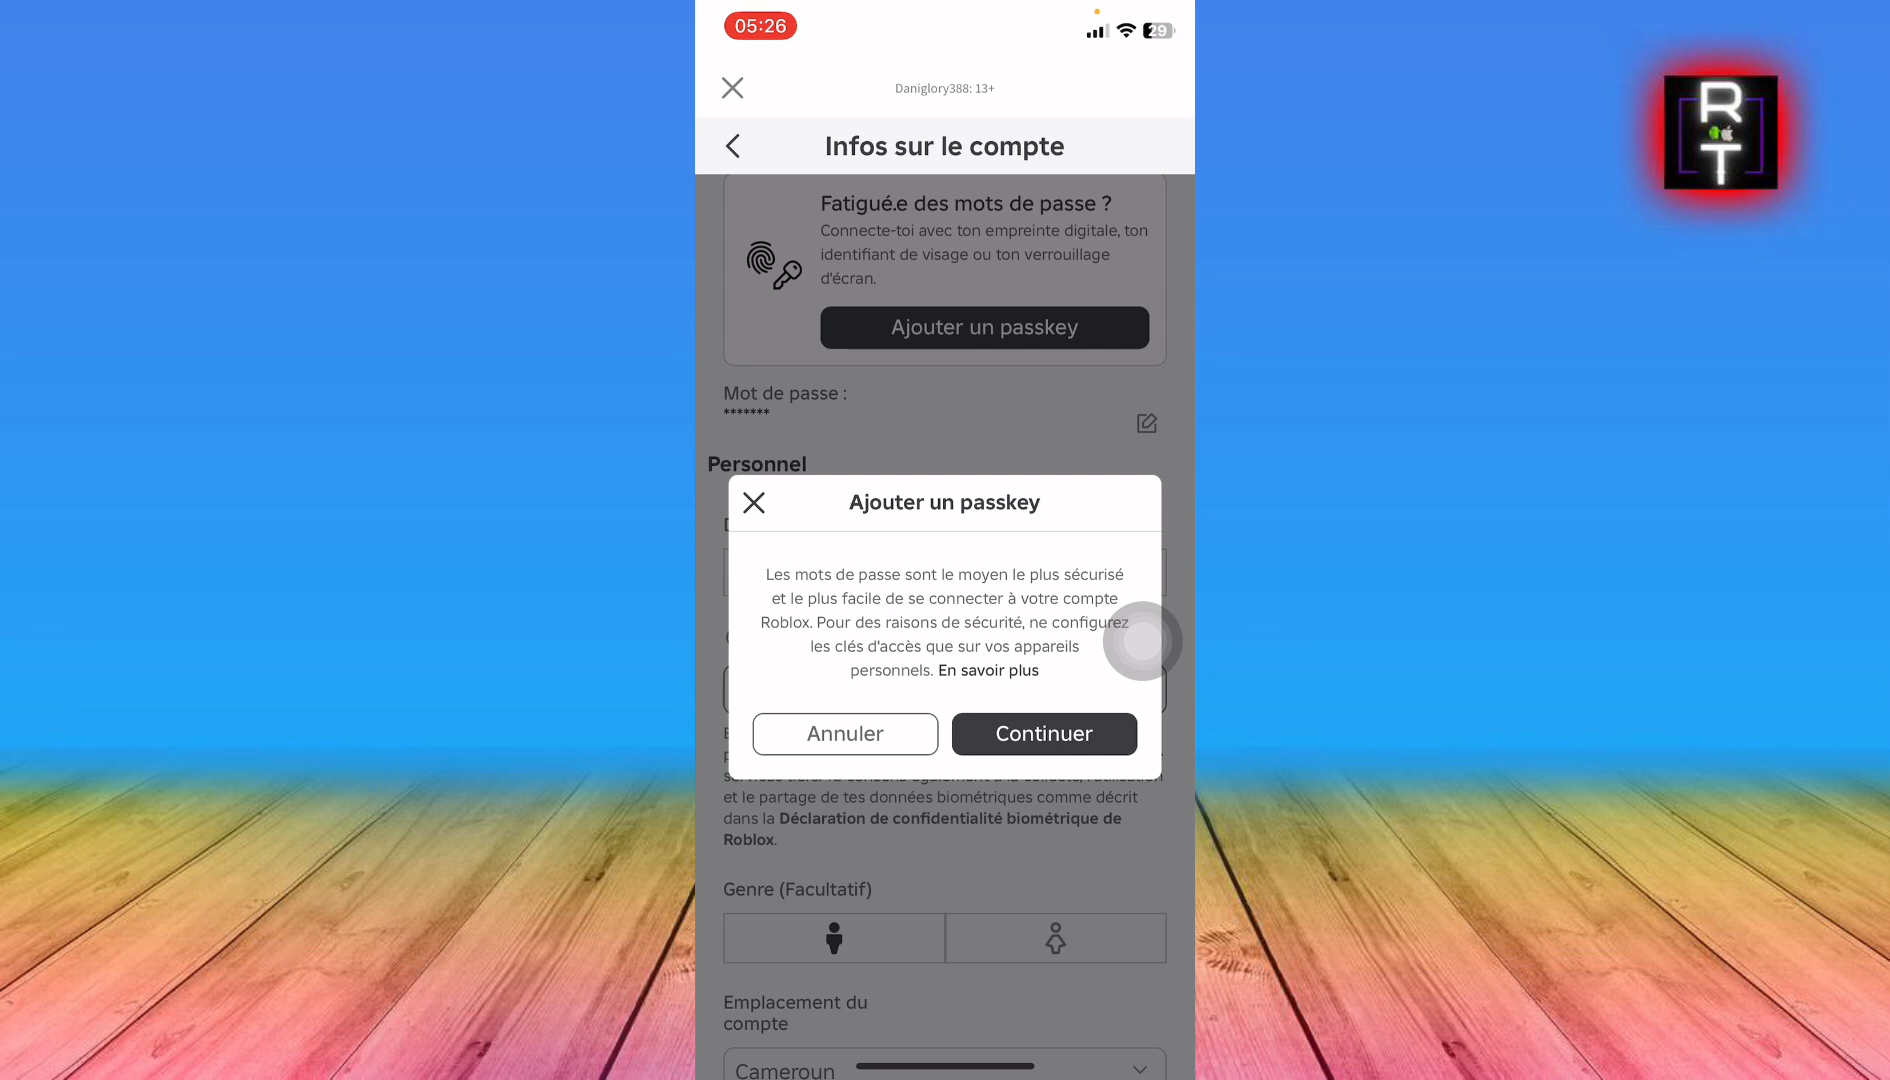 05:26
29
Daniglory388: 13+
Infos sur le compte
Fatigué.e des mots de passe ?
Connecte-toi avec ton empreinte digitale, ton
identifiant de visage ou ton verrouillage
d'écran.
Ajouter un passkey
Mot de passe :
*******
Personnel
Ajouter un passkey
Les mots de passe sont le moyen le plus sécurisé
et le plus facile de se connecter à votre compte
Roblox. Pour des raisons de sécurité, ne configurez
les clés d'accès que sur vos appareils
personnels. En savoir plus
Annuler
Continuer
et le partage de tes données biométriques comme décrit
dans la Déclaration de confidentialité biométrique de
Roblox.
Genre (Facultatif)
Emplacement du
compte
Cameroun
R
T